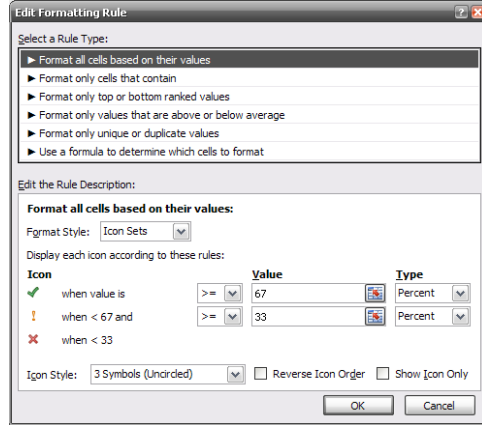 Edit Formatting Rule
Select a Rule Type:
► Format all cells based on their values
► Format only cells that contain
► Format only top or bottom ranked values
► Format only values that are above or below average
► Format only unique or duplicate values
► Use a formula to determine which cells to format
Edit the Rule Description:
Format all cells based on their values:
Format Style: Icon Sets
Display each icon according to these rules:
Icon Value Type
when value is >= 67 Percent
when < 67 and >= 33 Percent
when < 33
Icon Style: 3 Symbols (Uncircled) Reverse Icon Order Show Icon Only
OK Cancel